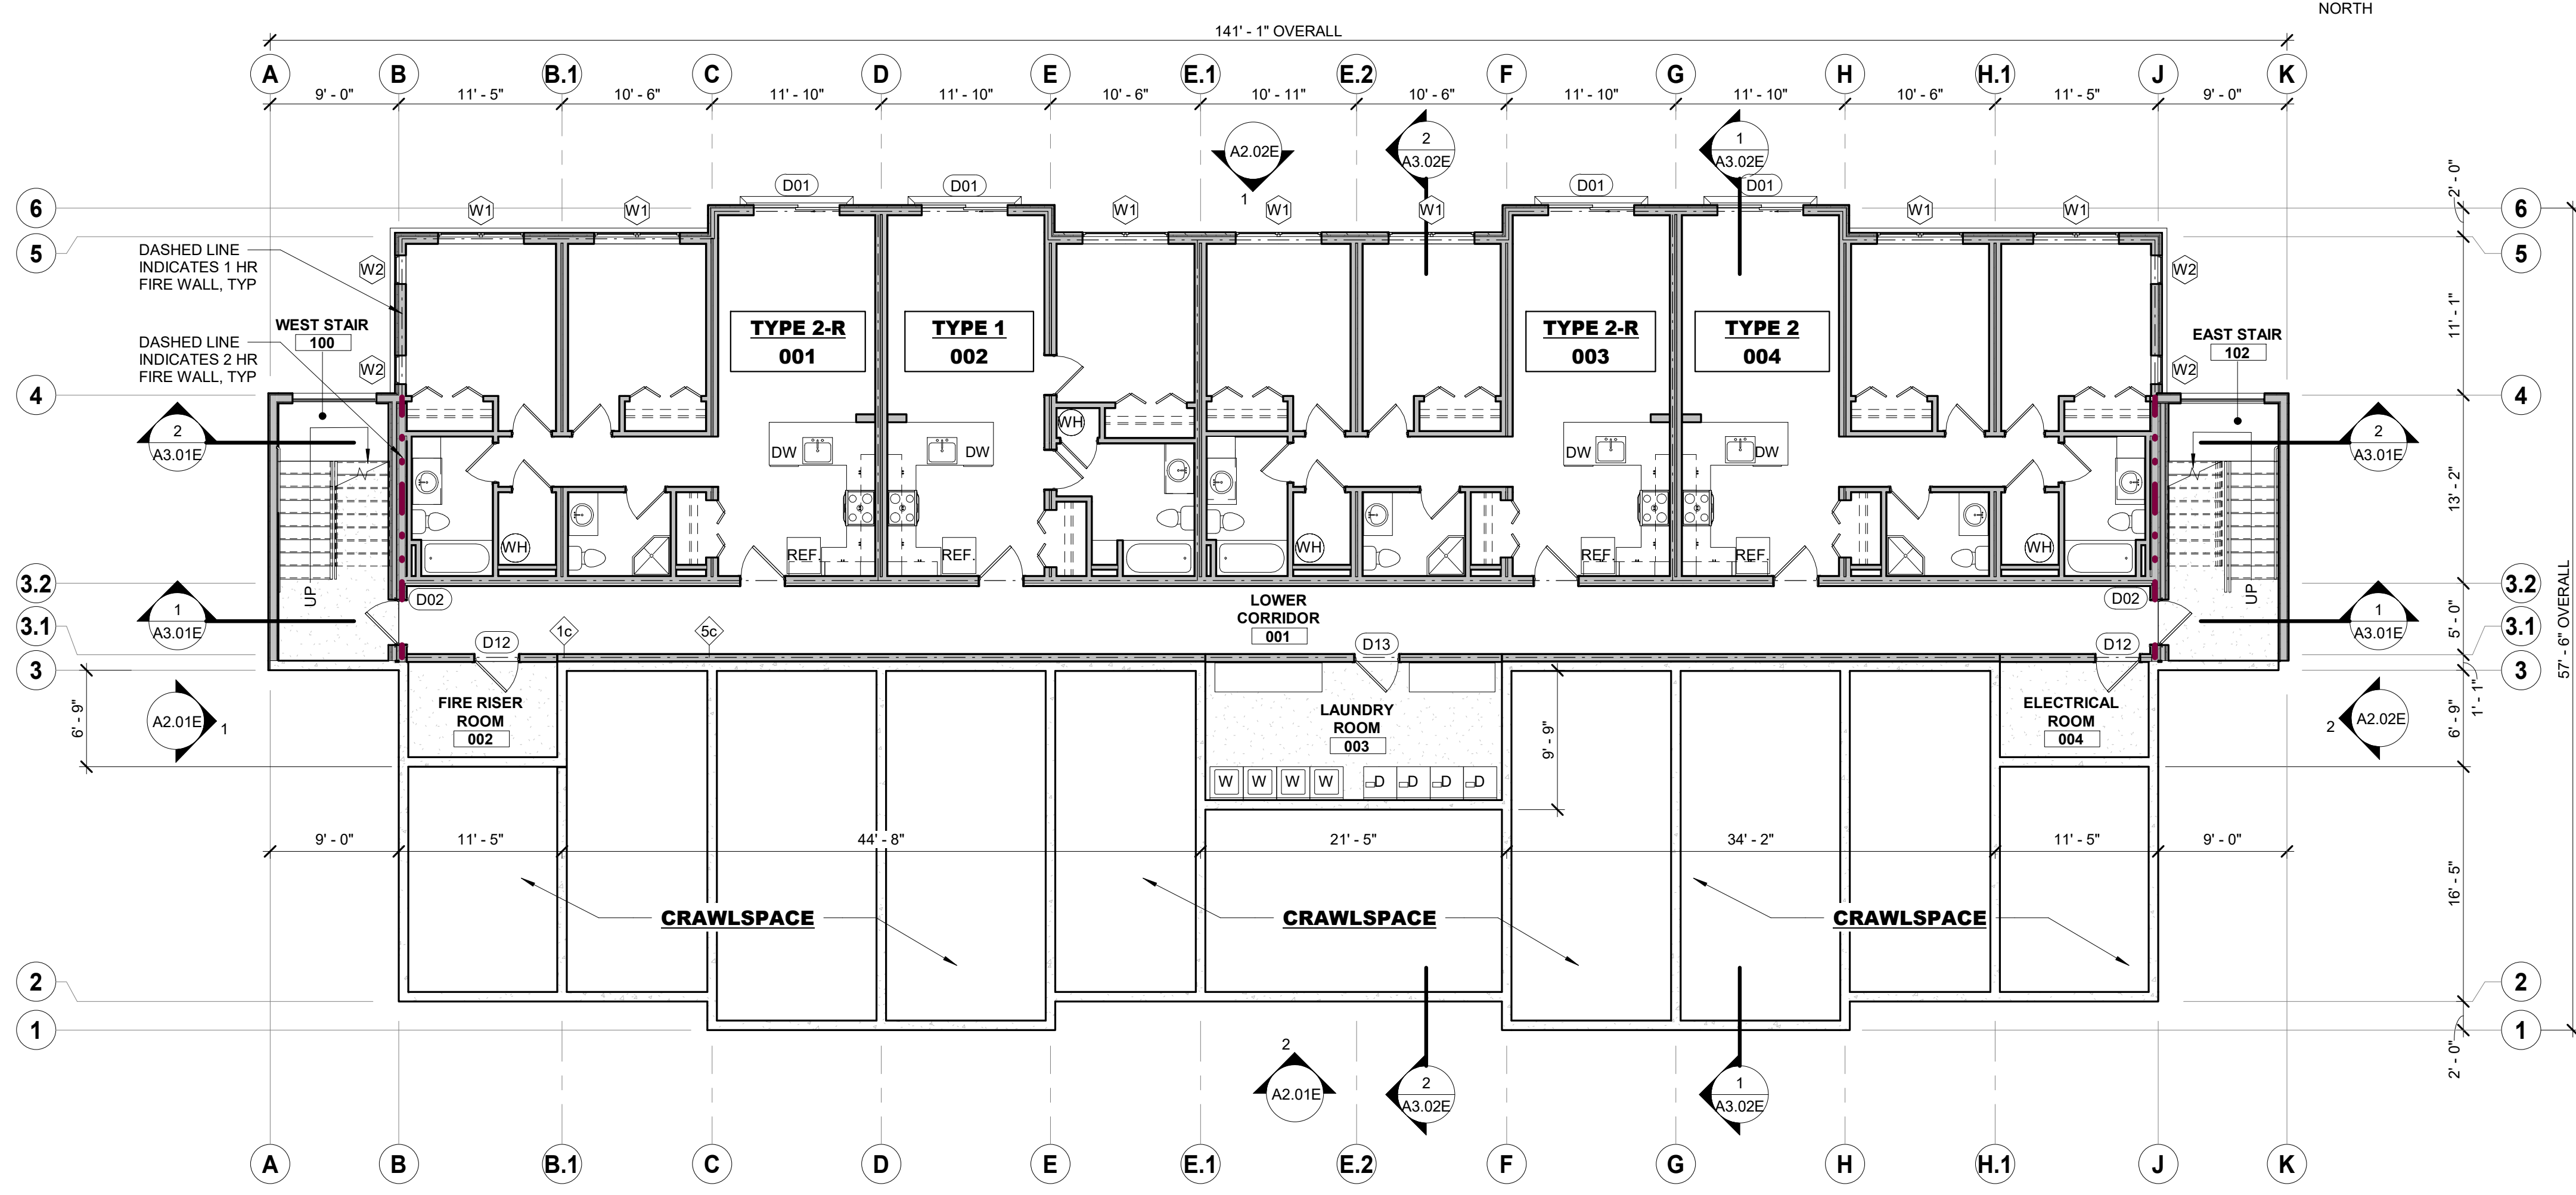 NORTH
141' - 1" OVERALL
A B B.1 C D E E.1 E.2 F G H H.1 J K
9' - 0" 11' - 5" 10' - 6" 11' - 10" 11' - 10" 10' - 6" 10' - 11" 10' - 6" 11' - 10" 11' - 10" 10' - 6" 11' - 5" 9' - 0"
A2.02E
1
2
A3.02E
1
A3.02E
D01 D01 D01 D01
6 W1 W1 W1 W1 W1 W1 W1 6
2' - 0"
5 5
DASHED LINE
INDICATES 1 HR
FIRE WALL, TYP
W2 W2
WEST STAIR
100
DASHED LINE
INDICATES 2 HR
FIRE WALL, TYP
W2 W2
TYPE 2-R
001
TYPE 1
002
TYPE 2-R
003
TYPE 2
004
EAST STAIR
102
11' - 1"
4 4
2
A3.01E
WH
DW DW DW DW
2
A3.01E
13' - 2"
WH WH WH
REF. REF. REF. REF.
3.2 3.2
UP UP
D02 D02
1
A3.01E
LOWER
CORRIDOR
001
1
A3.01E
5' - 0"
57' - 6" OVERALL
3.1 3.1
1c 5c
D12 D13 D12
3 3
1' - 1"
6' - 9"
A2.01E
1
FIRE RISER
ROOM
002
LAUNDRY
ROOM
003
9' - 9"
ELECTRICAL
ROOM
004
2
A2.02E
6' - 9"
W W W W D D D D
9' - 0" 11' - 5" 44' - 8" 21' - 5" 34' - 2" 11' - 5" 9' - 0"
16' - 5"
CRAWLSPACE CRAWLSPACE CRAWLSPACE
2 2
1 1
2' - 0"
2
A2.01E
2
A3.02E
1
A3.02E
A B B.1 C D E E.1 E.2 F G H H.1 J K